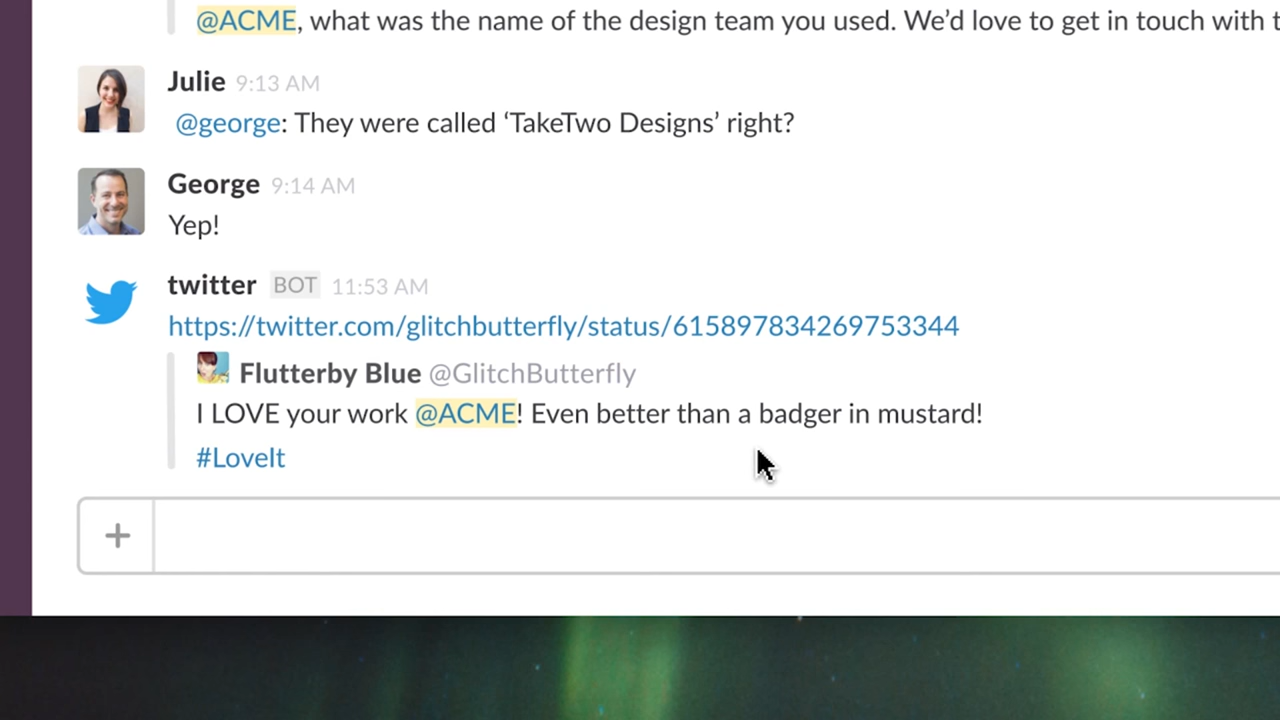 @ACME, what was the name of the design team you used. We’d love to get in touch with
Julie 9:13 AM
@george: They were called ‘TakeTwo Designs’ right?
George 9:14 AM
Yep!
twitter BOT 11:53 AM
https://twitter.com/glitchbutterfly/status/615897834269753344
Flutterby Blue @GlitchButterfly
I LOVE your work @ACME! Even better than a badger in mustard!
#LoveIt